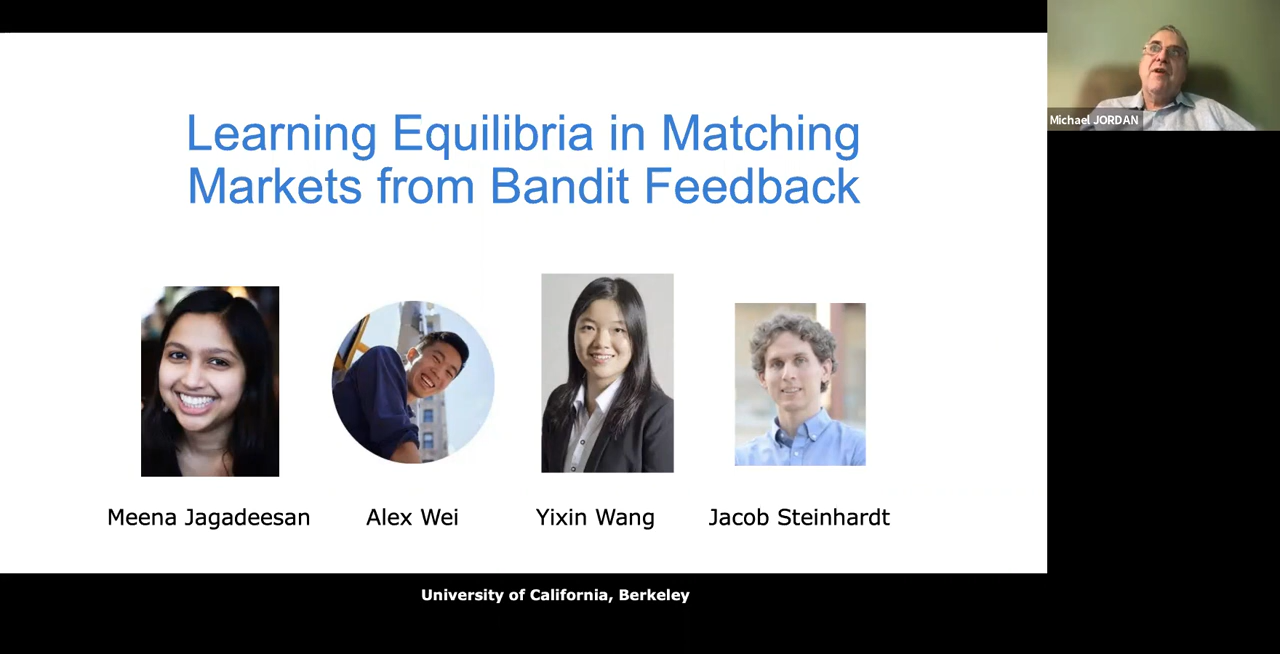 Learning Equilibria in Matching
Markets from Bandit Feedback
Michael JORDAN
Meena Jagadeesan
Alex Wei
Yixin Wang
Jacob Steinhardt
University of California, Berkeley